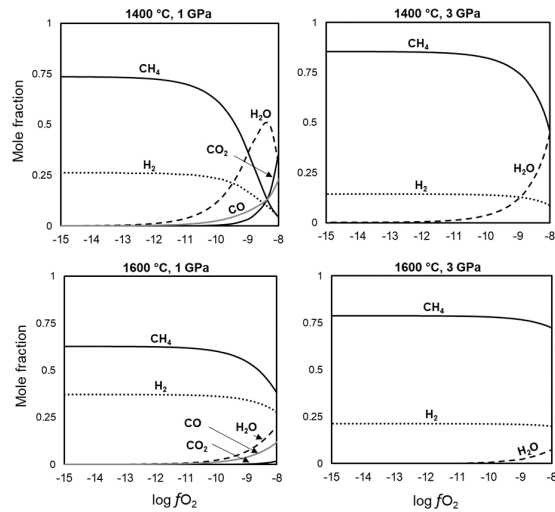 1400 °C, 1 GPa
1400 °C, 3 GPa
Mole fraction
1
0.75
0.5
0.25
0
CH4
H2O
CO2
H2
CO
-15 -14 -13 -12 -11 -10 -9 -8
1
0.75
0.5
0.25
0
CH4
H2O
H2
-15 -14 -13 -12 -11 -10 -9 -8
1600 °C, 1 GPa
1600 °C, 3 GPa
Mole fraction
1
0.75
0.5
0.25
0
CH4
H2
CO
H2O
CO2
-15 -14 -13 -12 -11 -10 -9 -8
log fO2
1
0.75
0.5
0.25
0
CH4
H2
H2O
-15 -14 -13 -12 -11 -10 -9 -8
log fO2